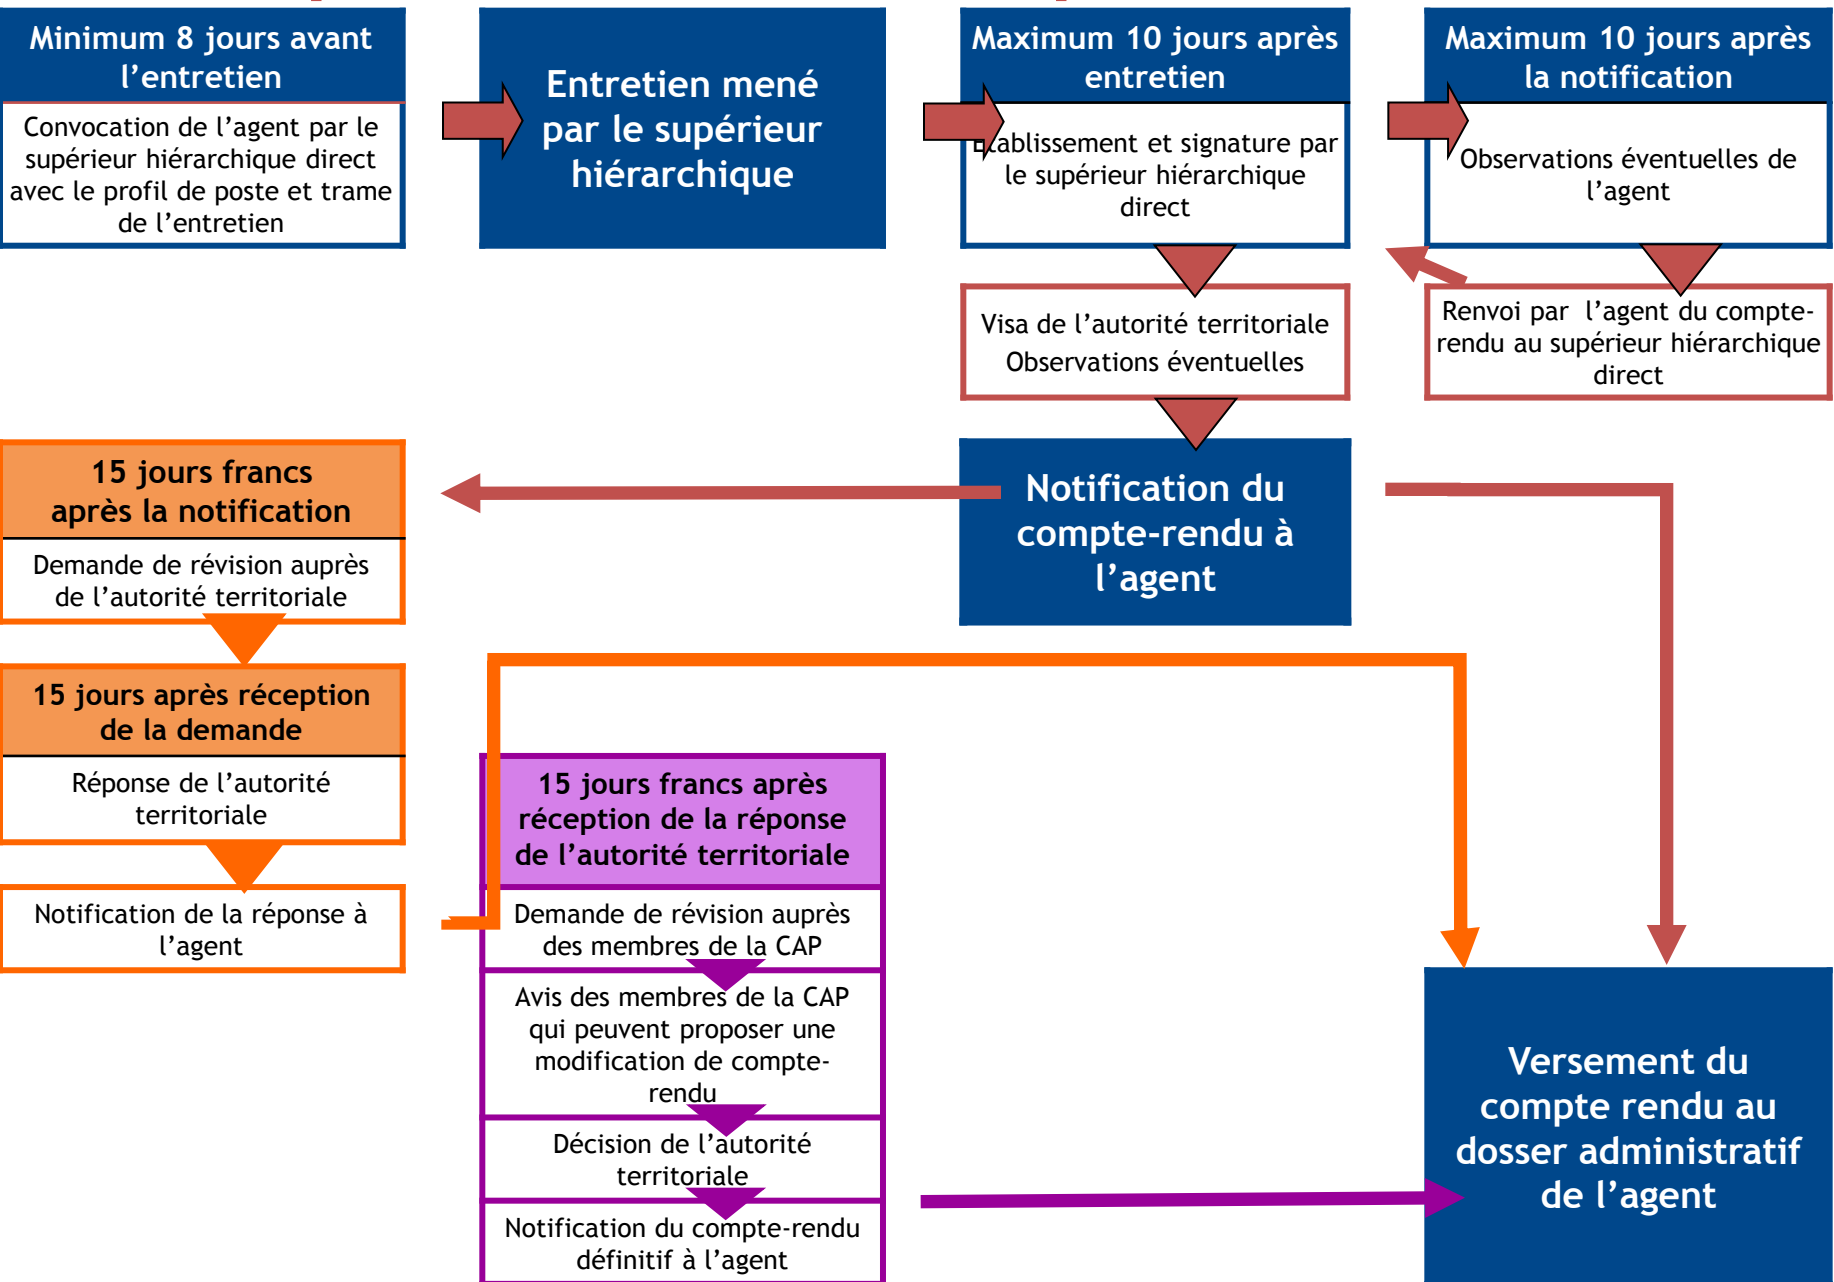 Minimum 8 jours avant
l’entretien
Convocation de l’agent par le
supérieur hiérarchique direct
avec le profil de poste et trame
de l’entretien
Entretien mené
par le supérieur
hiérarchique
Maximum 10 jours après
entretien
Etablissement et signature par
le supérieur hiérarchique
direct
Maximum 10 jours après
la notification
Observations éventuelles de
l’agent
Visa de l’autorité territoriale
Observations éventuelles
Renvoi par l’agent du compte-
rendu au supérieur hiérarchique
direct
Notification du
compte-rendu à
l’agent
15 jours francs
après la notification
Demande de révision auprès
de l’autorité territoriale
15 jours après réception
de la demande
Réponse de l’autorité
territoriale
Notification de la réponse à
l’agent
15 jours francs après
réception de la réponse
de l’autorité territoriale
Demande de révision auprès
des membres de la CAP
Avis des membres de la CAP
qui peuvent proposer une
modification de compte-
rendu
Décision de l’autorité
territoriale
Notification du compte-rendu
définitif à l’agent
Versement du
compte rendu au
dosser administratif
de l’agent